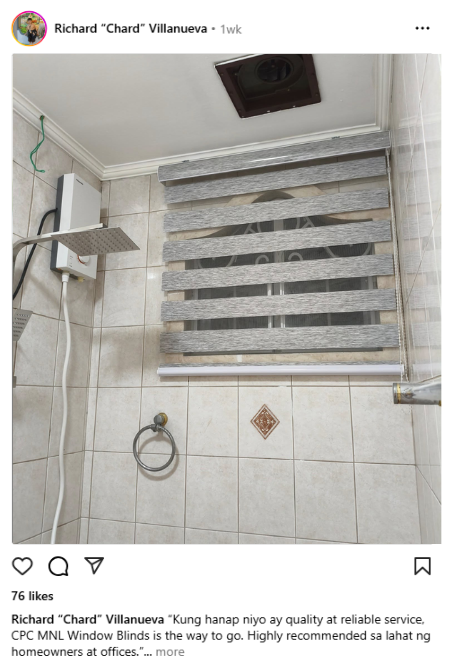 Richard “Chard” Villanueva • 1wk
76 likes
Richard “Chard” Villanueva “Kung hanap niyo ay quality at reliable service,
CPC MNL Window Blinds is the way to go. Highly recommended sa lahat ng
homeowners at offices.”... more